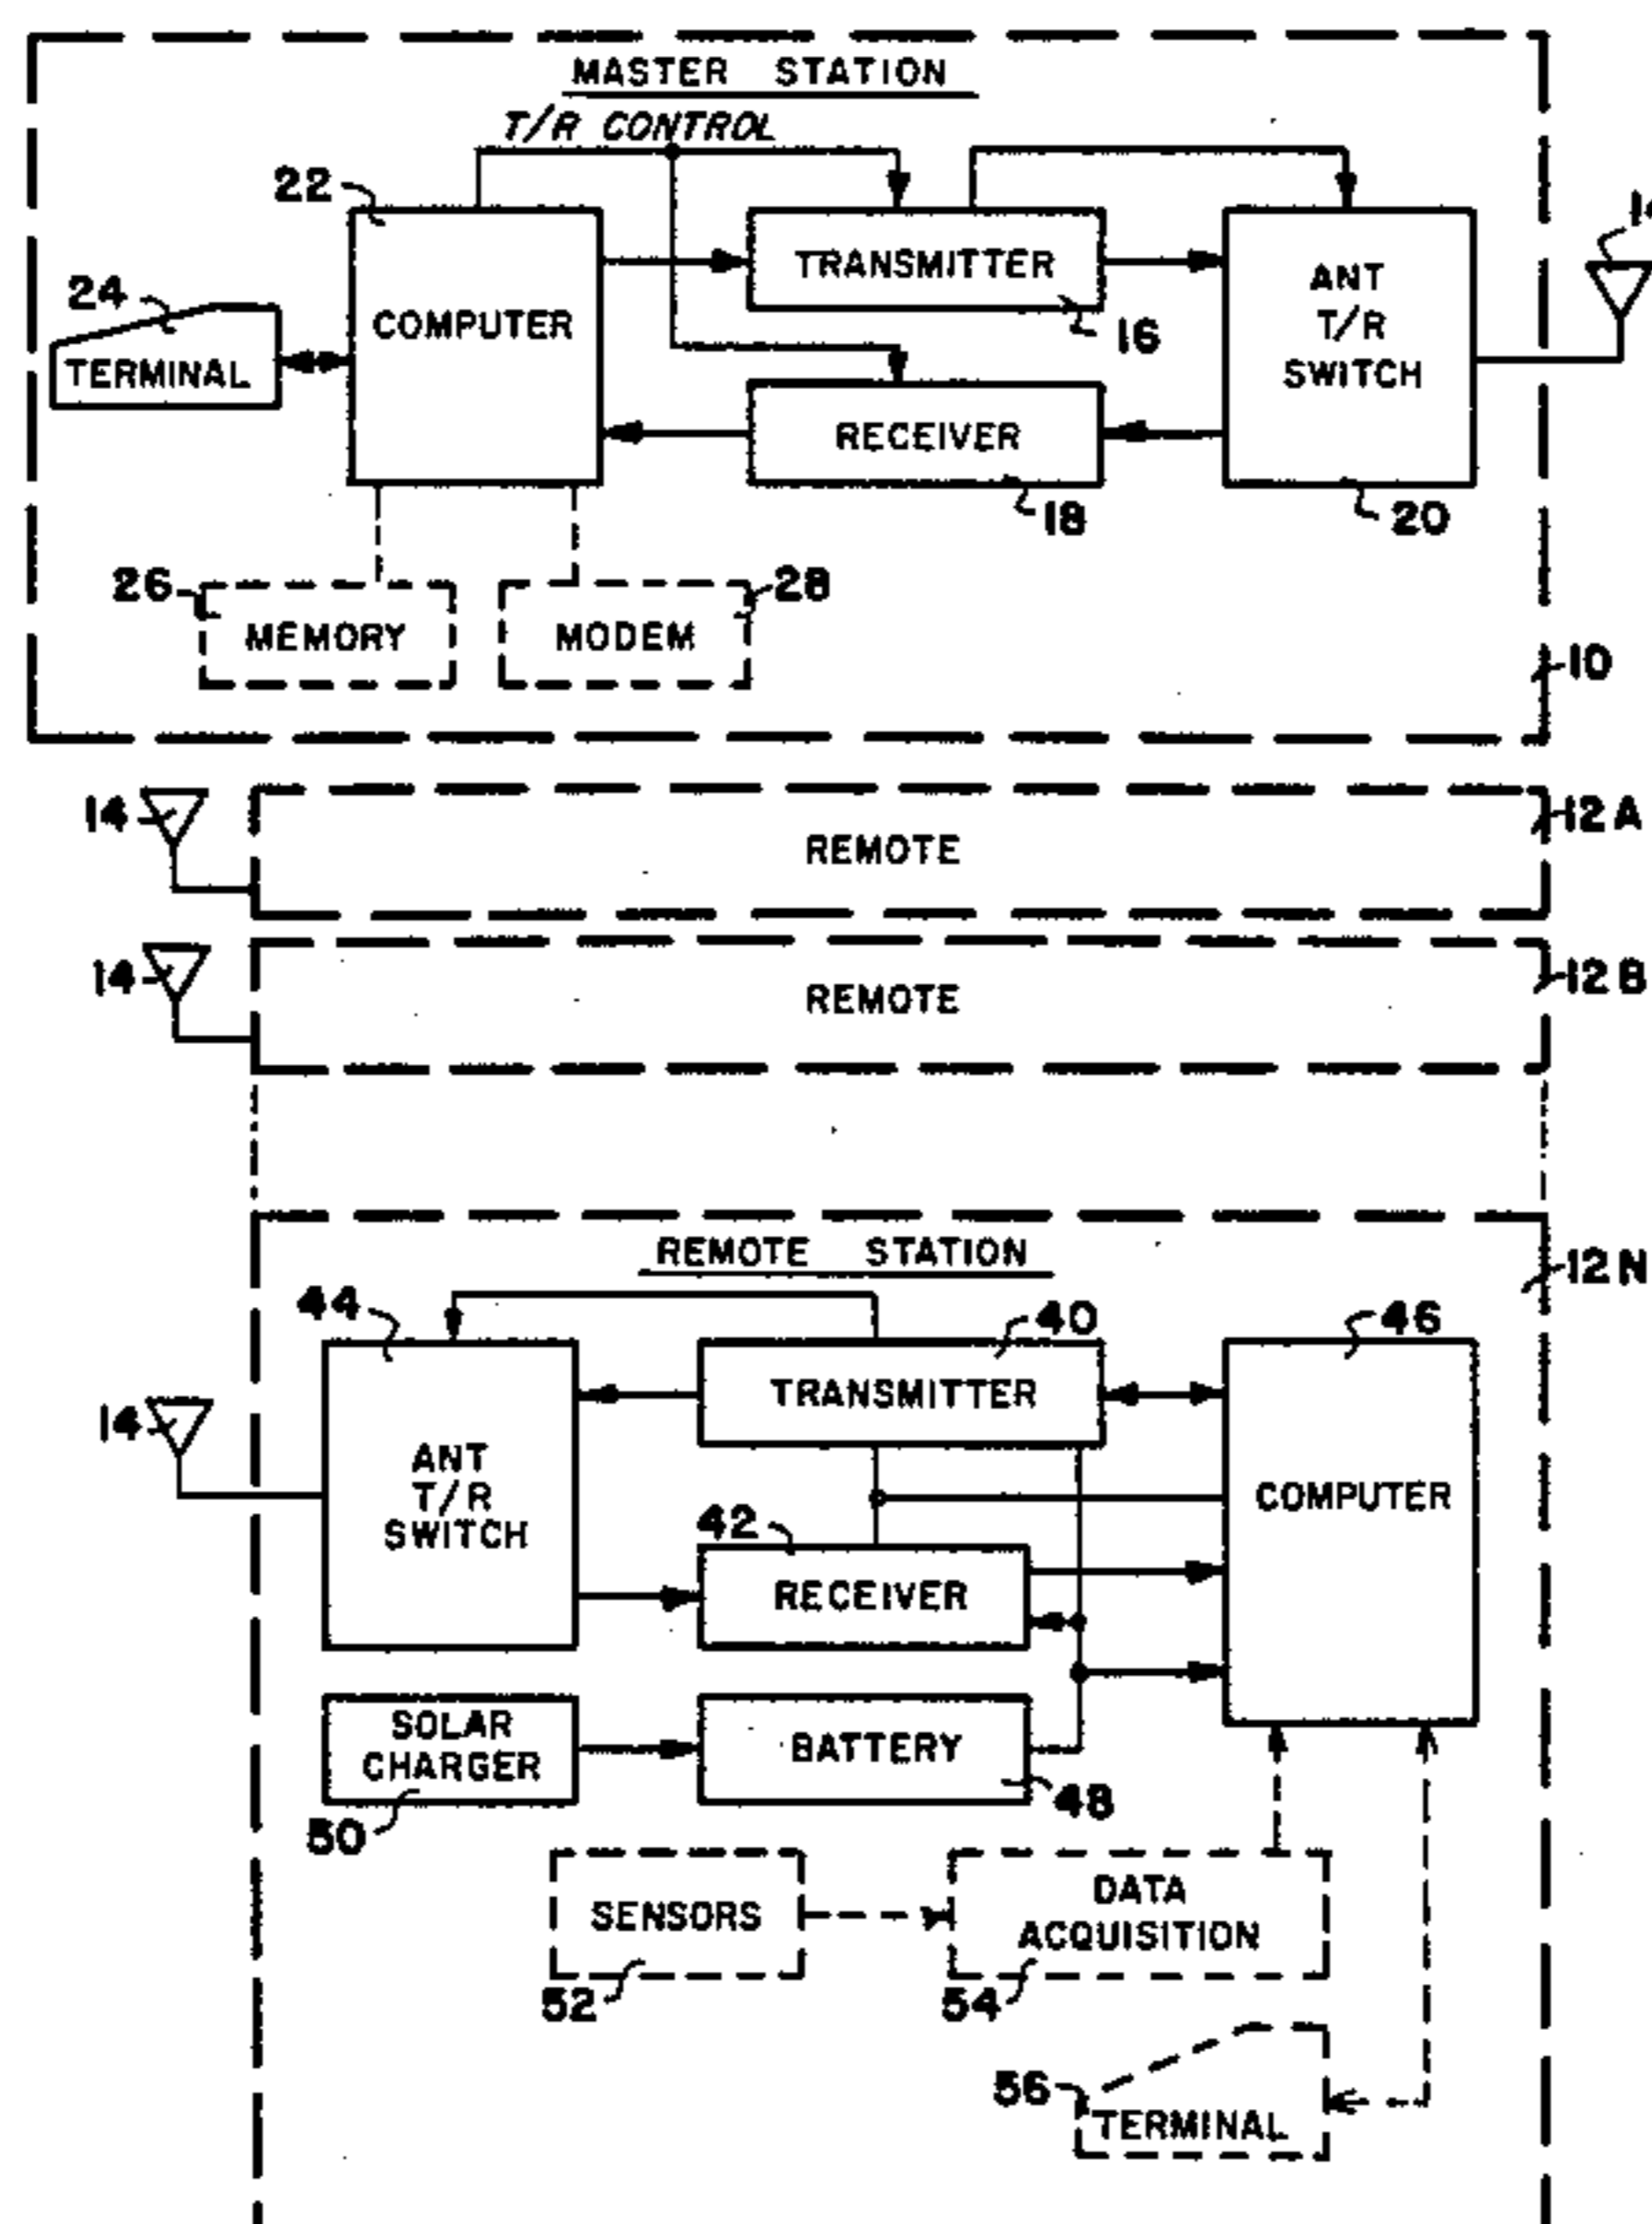 MASTER STATION
T/R CONTROL
22
24
TERMINAL
COMPUTER
TRANSMITTER
16
RECEIVER
18
ANT
T/R
SWITCH
20
26
MEMORY
MODEM
28
10
14
REMOTE
12A
14
REMOTE
12B
REMOTE STATION
12N
44
40
46
14
ANT
T/R
SWITCH
TRANSMITTER
COMPUTER
42
RECEIVER
SOLAR
CHARGER
50
BATTERY
48
SENSORS
52
DATA
ACQUISITION
54
56
TERMINAL